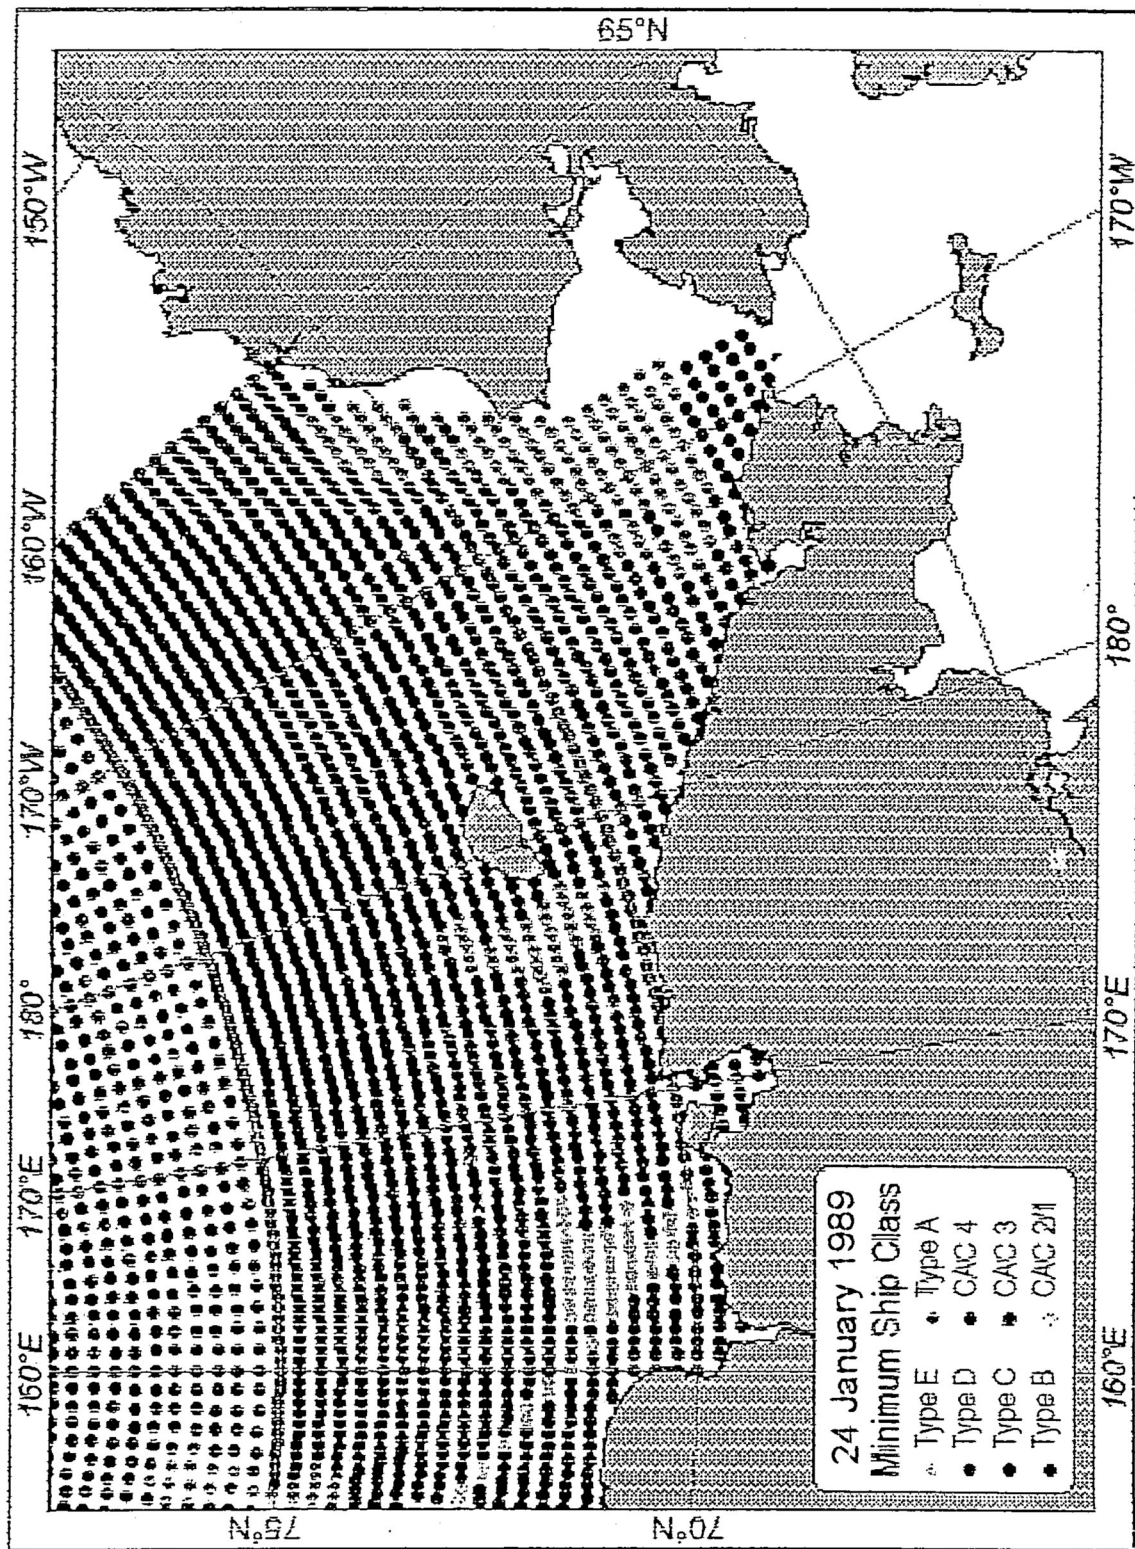 65°N
150°W
160°W
170°W
180°
170°E
160°E
75°N
70°N
170°W
180°
170°E
160°E
24 January 1989
Minimum Ship Cllass
Type E
Type A
Type D
CAC 4
Type C
CAC 3
Type B
CAC 2/1